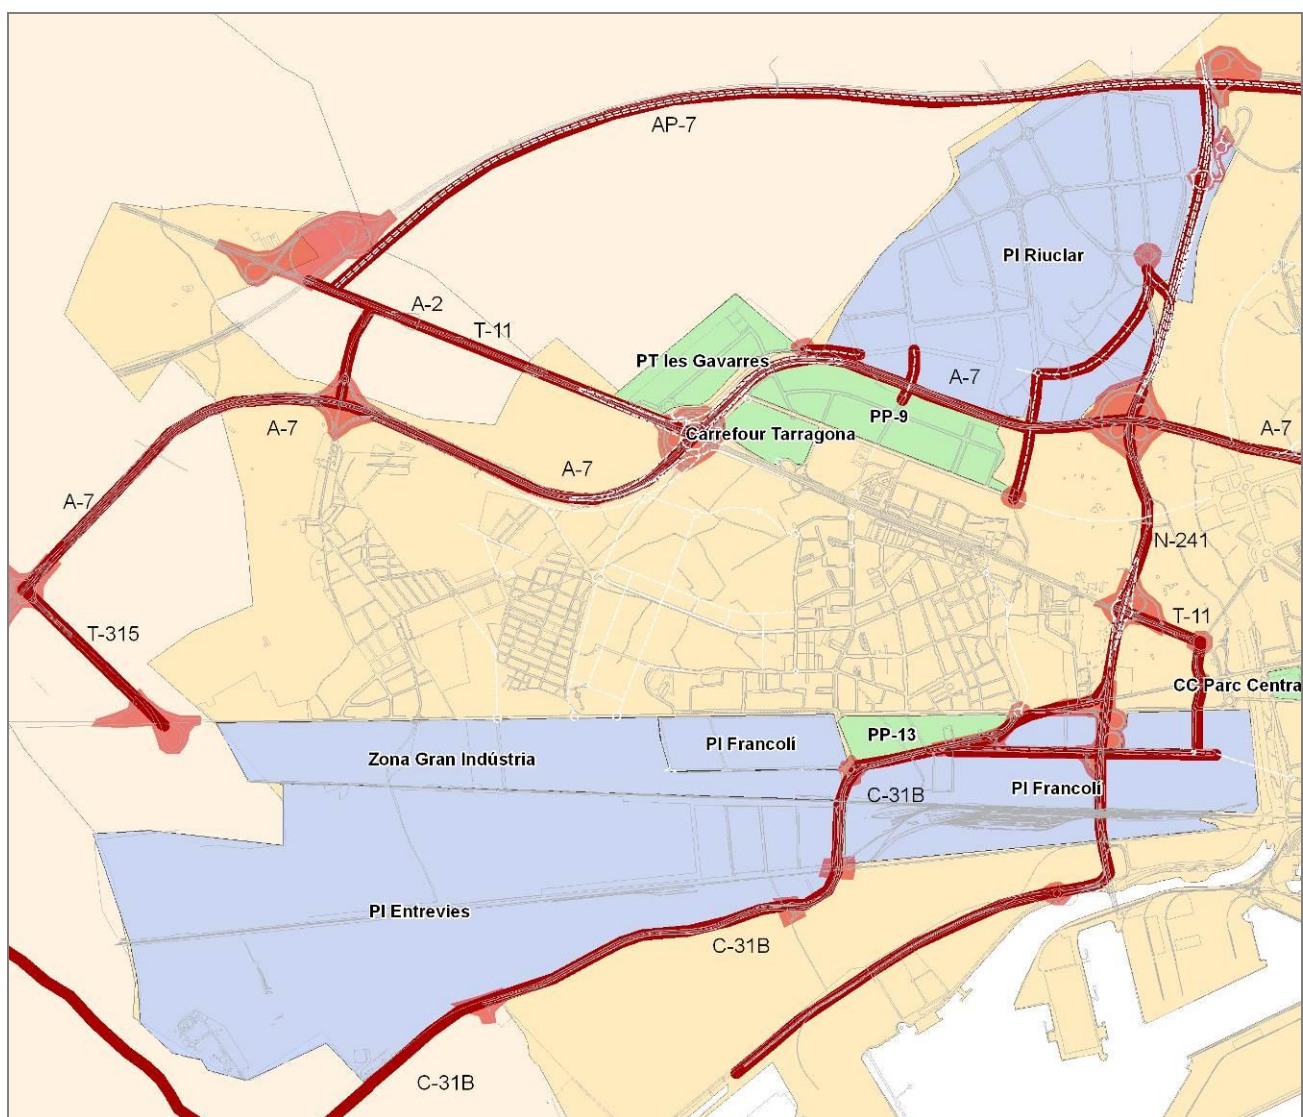 AP-7
PI Riuclar
A-2
T-11
PT les Gavarres
A-7
PP-9
A-7
Carrefour Tarragona
A-7
A-7
A-7
N-241
T-11
T-315
CC Parc Centra
PP-13
PI Francolí
Zona Gran Indústria
PI Francolí
C-31B
PI Entrevies
C-31B
C-31B